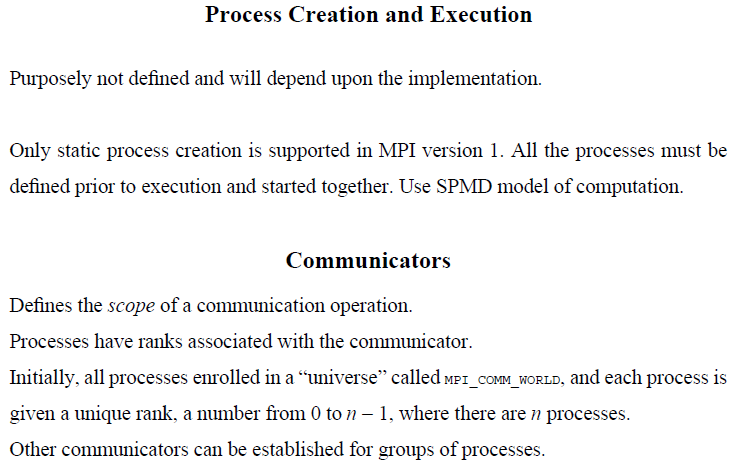 Process Creation and Execution
Purposely not defined and will depend upon the implementation.
Only static process creation is supported in MPI version 1. All the processes must be
defined prior to execution and started together. Use SPMD model of computation.
Communicators
Defines the scope of a communication operation.
Processes have ranks associated with the communicator.
Initially, all processes enrolled in a “universe” called MPI_COMM_WORLD, and each process is
given a unique rank, a number from 0 to n − 1, where there are n processes.
Other communicators can be established for groups of processes.